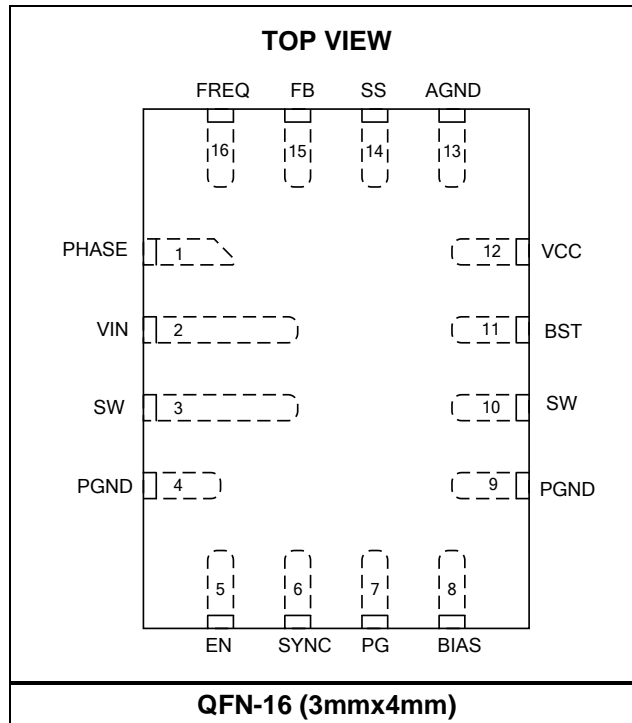 TOP VIEW
FREQ FB SS AGND
16 15 14 13
PHASE 1 12 VCC
VIN 2 11 BST
SW 3 10 SW
PGND 4 9 PGND
5 6 7 8
EN SYNC PG BIAS
QFN-16 (3mmx4mm)